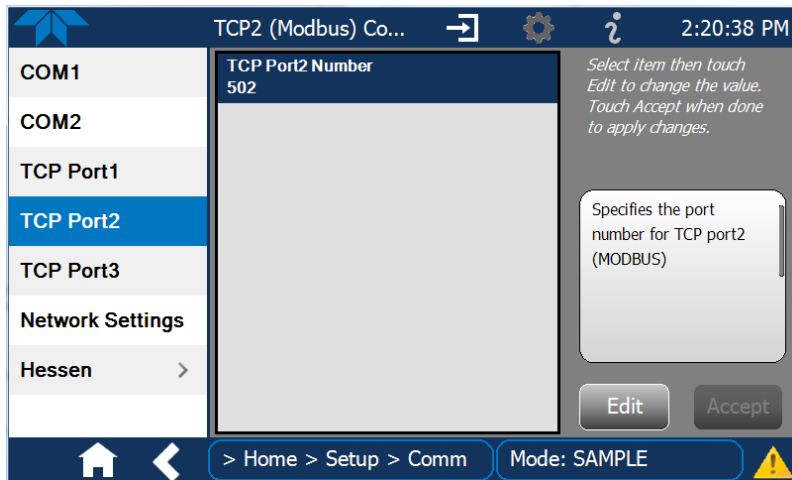 TCP2 (Modbus) Co...
2:20:38 PM
COM1
COM2
TCP Port1
TCP Port2
TCP Port3
Network Settings
Hessen
TCP Port2 Number
502
Select item then touch
Edit to change the value.
Touch Accept when done
to apply changes.
Specifies the port
number for TCP port2
(MODBUS)
Edit
Accept
> Home > Setup > Comm
Mode: SAMPLE